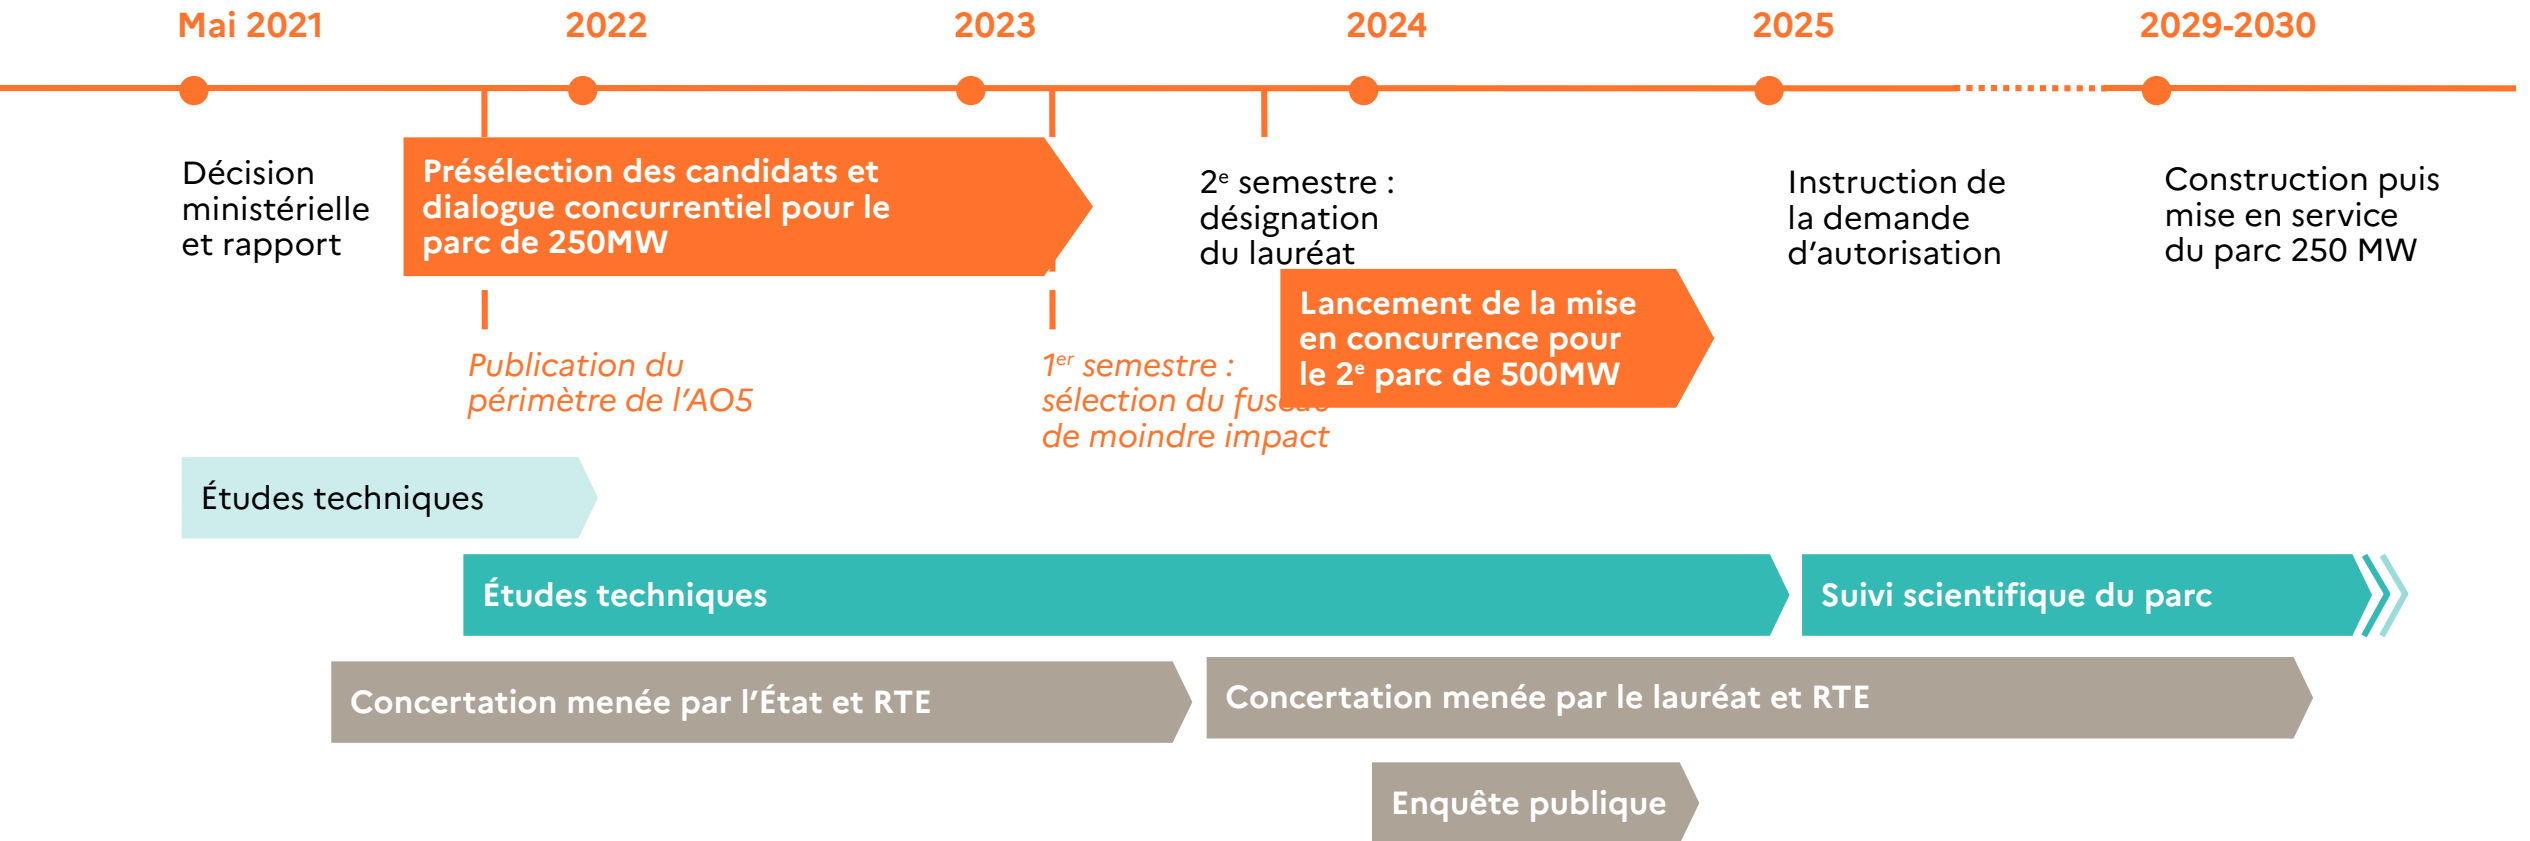 Mai 2021
2022
2023
2024
2025
2029-2030
Décision
ministérielle
et rapport
Présélection des candidats et
dialogue concurrentiel pour le
parc de 250MW
2e semestre :
désignation
du lauréat
Instruction de
la demande
d'autorisation
Construction puis
mise en service
du parc 250 MW
Lancement de la mise
en concurrence pour
le 2e parc de 500MW
Publication du
périmètre de l'AO5
1er semestre :
sélection du fuseau
de moindre impact
Études techniques
Études techniques
Suivi scientifique du parc
Concertation menée par l'État et RTE
Concertation menée par le lauréat et RTE
Enquête publique